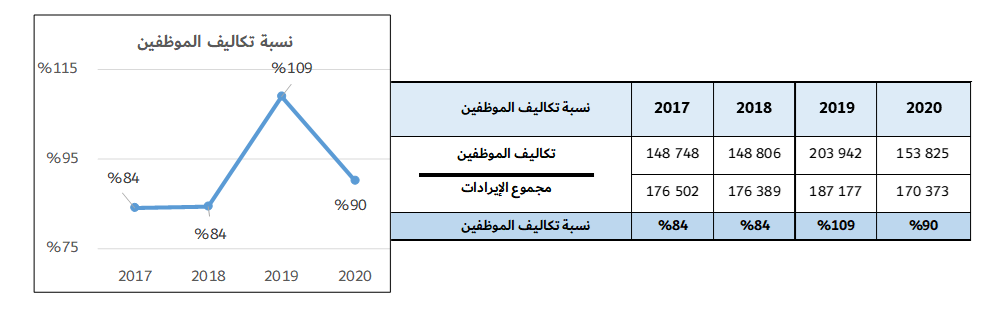 نسبة تكاليف الموظفين
%115
%109
%95
%84
%84
%90
%75
2017 2018 2019 2020
نسبة تكاليف الموظفين 2017 2018 2019 2020
تكاليف الموظفين 148 748 148 806 203 942 153 825
مجموع الإيرادات 176 502 176 389 187 177 170 373
نسبة تكاليف الموظفين %84 %84 %109 %90